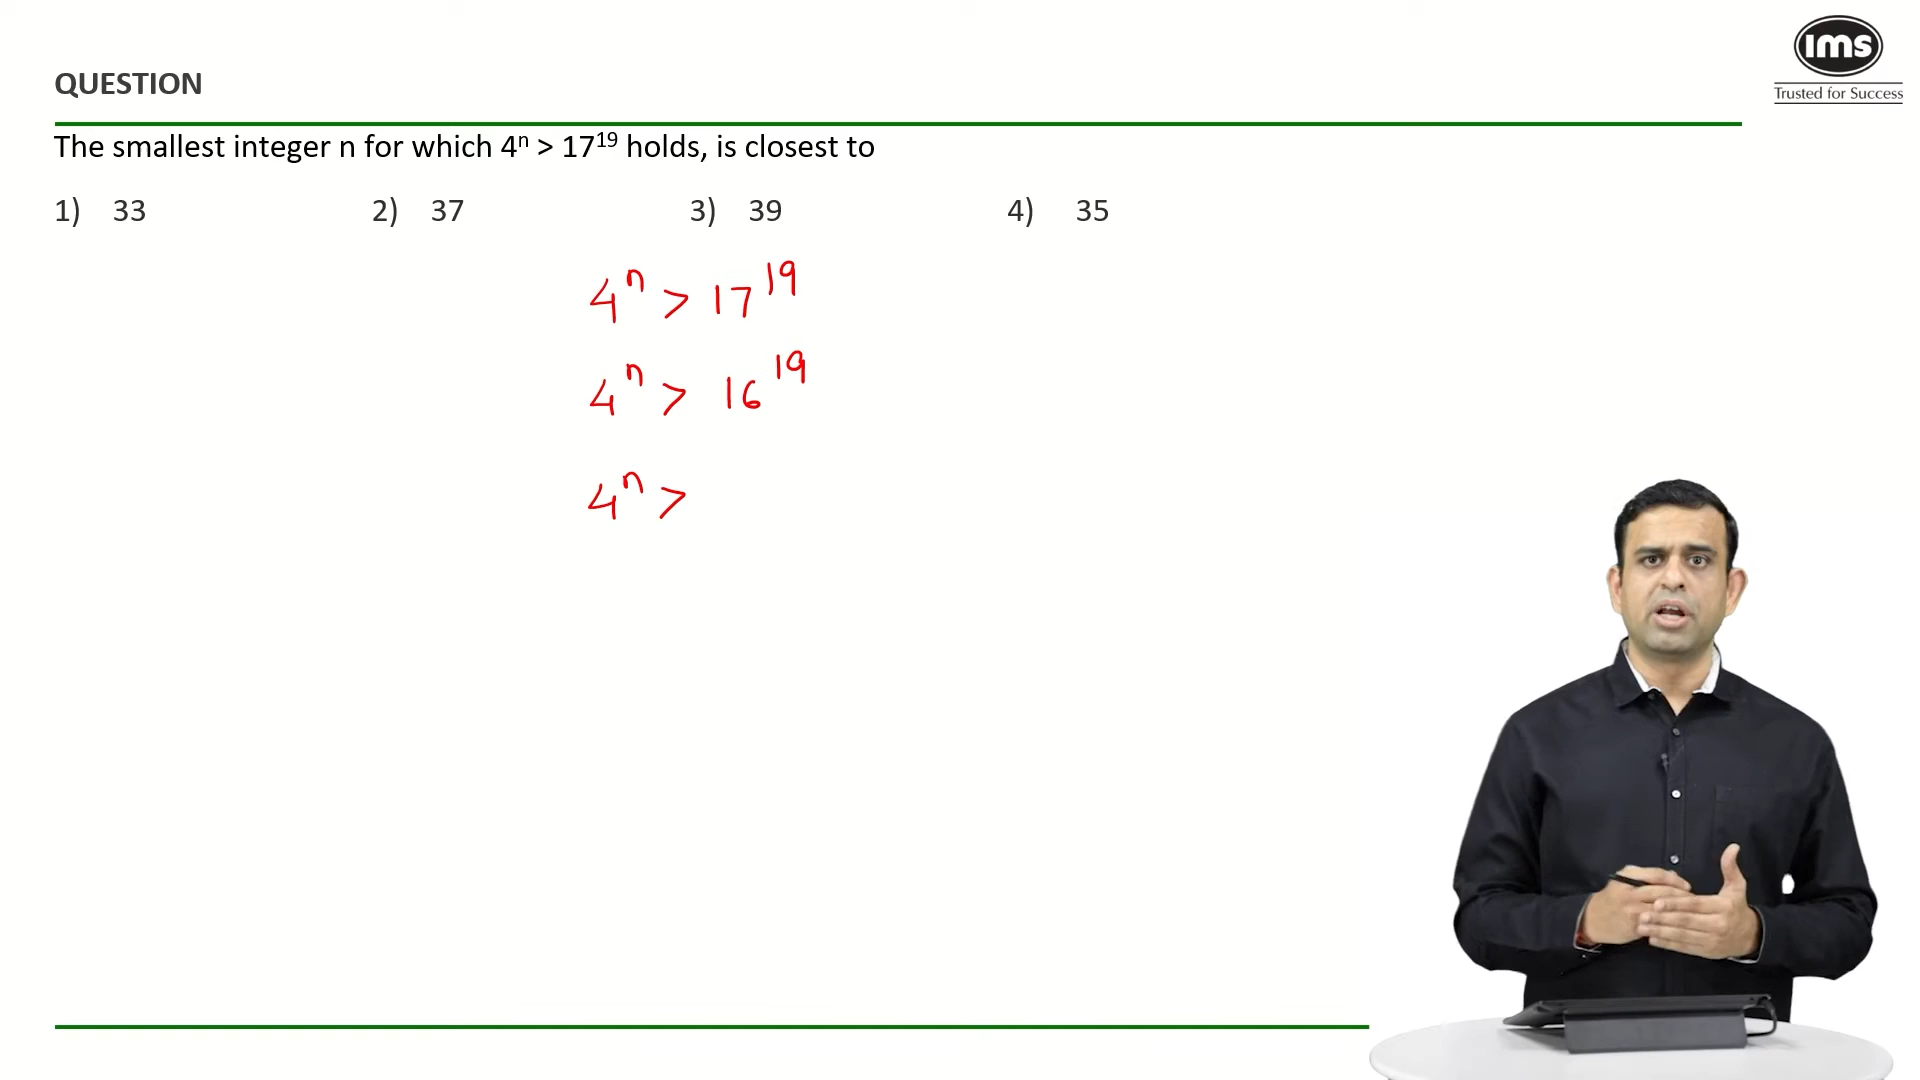 ims
Trusted for Success
QUESTION
The smallest integer n for which 4ⁿ > 17¹⁹ holds, is closest to
1) 33 2) 37 3) 39 4) 35
4ⁿ > 17¹⁹
4ⁿ > 16¹⁹
4ⁿ >